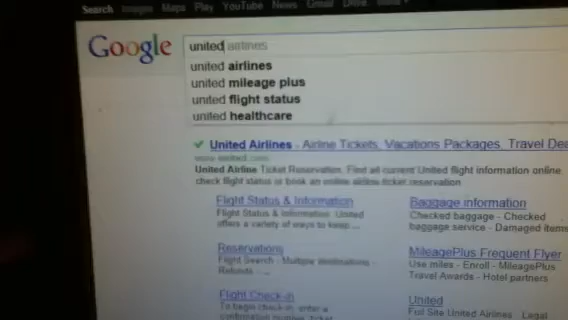 Search Images Maps Play YouTube News Gmail Drive
Google united airlines
united airlines
united mileage plus
united flight status
united healthcare
United Airlines - Airline Tickets, Vacations Packages, Travel Dea
www.united.com
United Airline Ticket Reservation. Find all current United flight information online
check flight status or book an online airline ticket reservation
Flight Status & Information
Flight Status & Information. United
offers a variety of ways to keep ...
Baggage information
Checked baggage - Checked
baggage service - Damaged items
Reservations
Flight Search - Multiple destinations -
Refunds - ...
MileagePlus Frequent Flyer
Use miles - Enroll - MileagePlus
Travel Awards - Hotel partners
Flight Check-in
To begin check-in, enter a
confirmation number, ticket
United
Full Site United Airlines. Legal